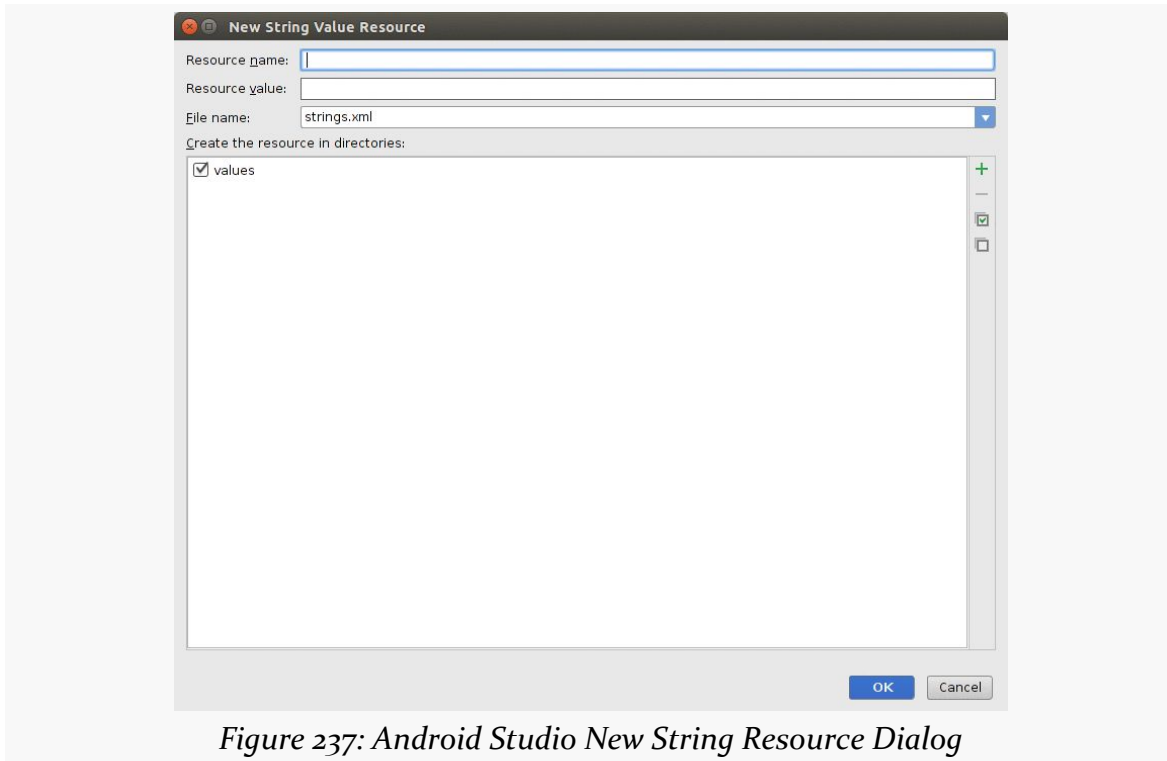 New String Value Resource
Resource name:
Resource value:
File name: strings.xml
Create the resource in directories:
values
OK Cancel
Figure 237: Android Studio New String Resource Dialog